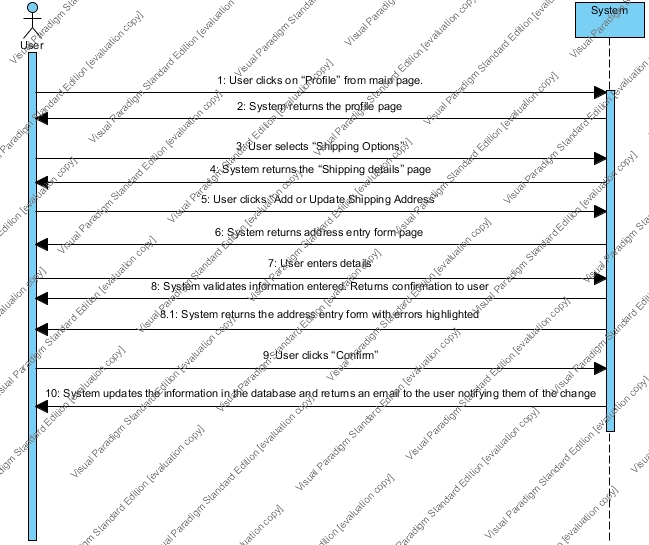 System
User
1: User clicks on “Profile” from main page.
2: System returns the profile page
3: User selects “Shipping Options”
4: System returns the “Shipping details” page
5: User clicks “Add or Update Shipping Address”
6: System returns address entry form page
7: User enters details
8: System validates information entered. Returns confirmation to user
8.1: System returns the address entry form with errors highlighted
9: User clicks “Confirm”
10: System updates the information in the database and returns an email to the user notifying them of the change
Visual Paradigm Standard Edition [evaluation copy]